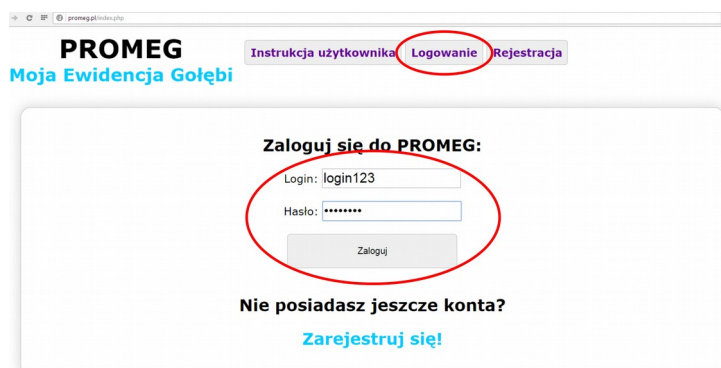 promeg.pl/index.php
PROMEG
Moja Ewidencja Gołębi
Instrukcja użytkownika Logowanie Rejestracja
Zaloguj się do PROMEG:
Login: login123
Hasło: ••••••••
Zaloguj
Nie posiadasz jeszcze konta?
Zarejestruj się!